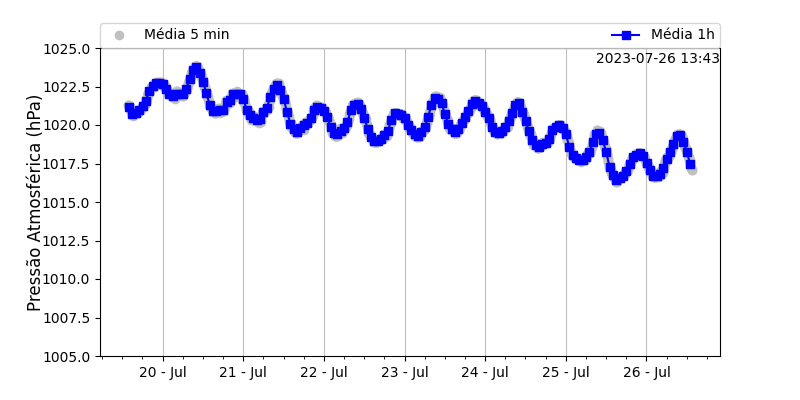 Média 5 min
Média 1h
2023-07-26 13:43
Pressão Atmosférica (hPa)
1025.0
1022.5
1020.0
1017.5
1015.0
1012.5
1010.0
1007.5
1005.0
20 - Jul
21 - Jul
22 - Jul
23 - Jul
24 - Jul
25 - Jul
26 - Jul